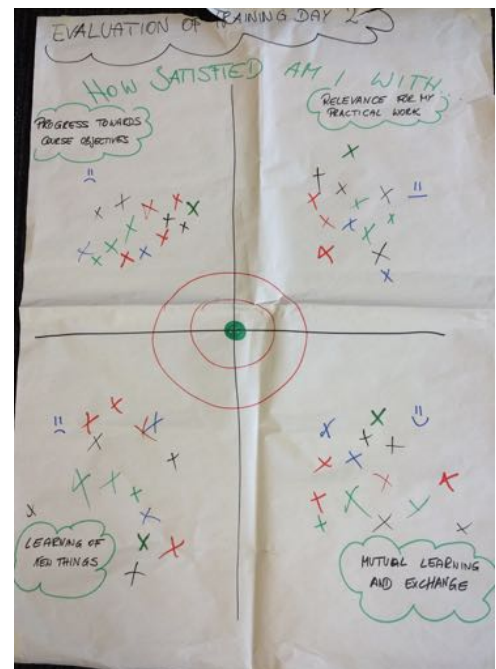 EVALUATION OF TRAINING DAY 2
HOW SATISFIED AM I WITH...
PROGRESS TOWARDS
COURSE OBJECTIVES
RELEVANCE FOR MY
PRACTICAL WORK
LEARNING OF
NEW THINGS
MUTUAL LEARNING
AND EXCHANGE